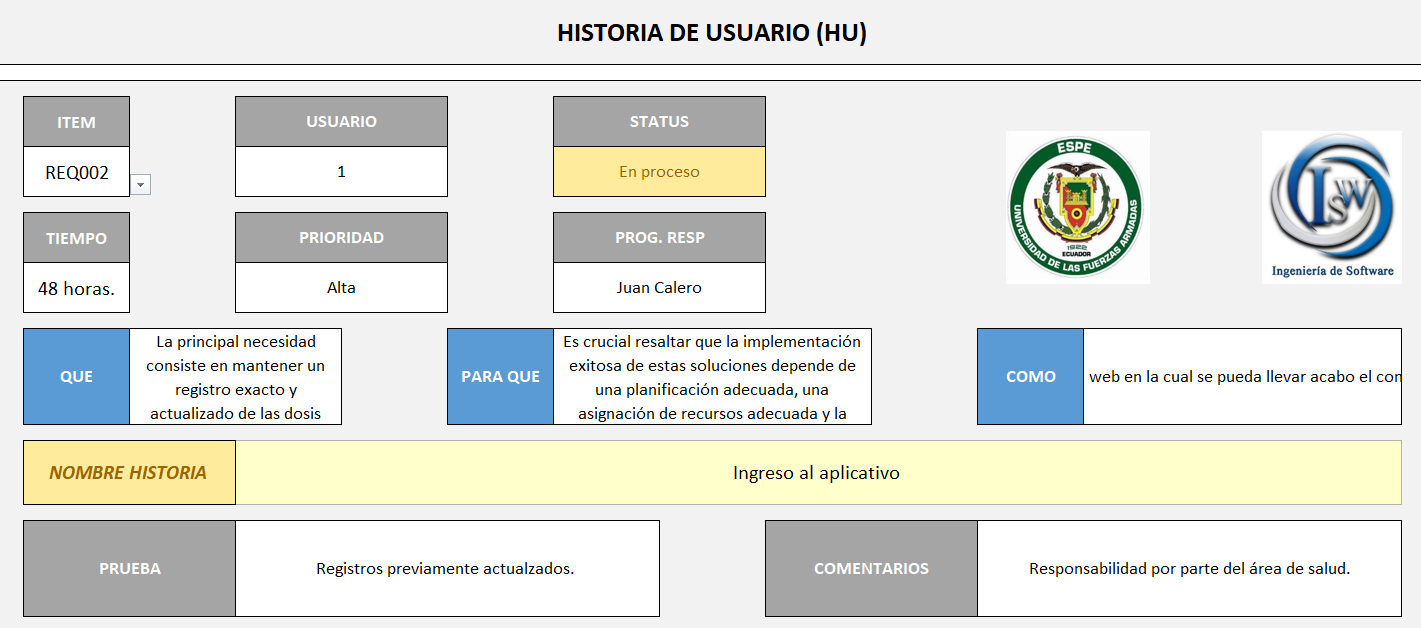 HISTORIA DE USUARIO (HU)
ITEM
USUARIO
STATUS
REQ002
1
En proceso
TIEMPO
PRIORIDAD
PROG. RESP
48 horas.
Alta
Juan Calero
ESPE
UNIVERSIDAD DE LAS FUERZAS ARMADAS
1922
ECUADOR
ISW
Ingeniería de Software
QUE
La principal necesidad
consiste en mantener un
registro exacto y
actualizado de las dosis
PARA QUE
Es crucial resaltar que la implementación
exitosa de estas soluciones depende de
una planificación adecuada, una
asignación de recursos adecuada y la
COMO
web en la cual se pueda llevar acabo el con
NOMBRE HISTORIA
Ingreso al aplicativo
PRUEBA
Registros previamente actualzados.
COMENTARIOS
Responsabilidad por parte del área de salud.